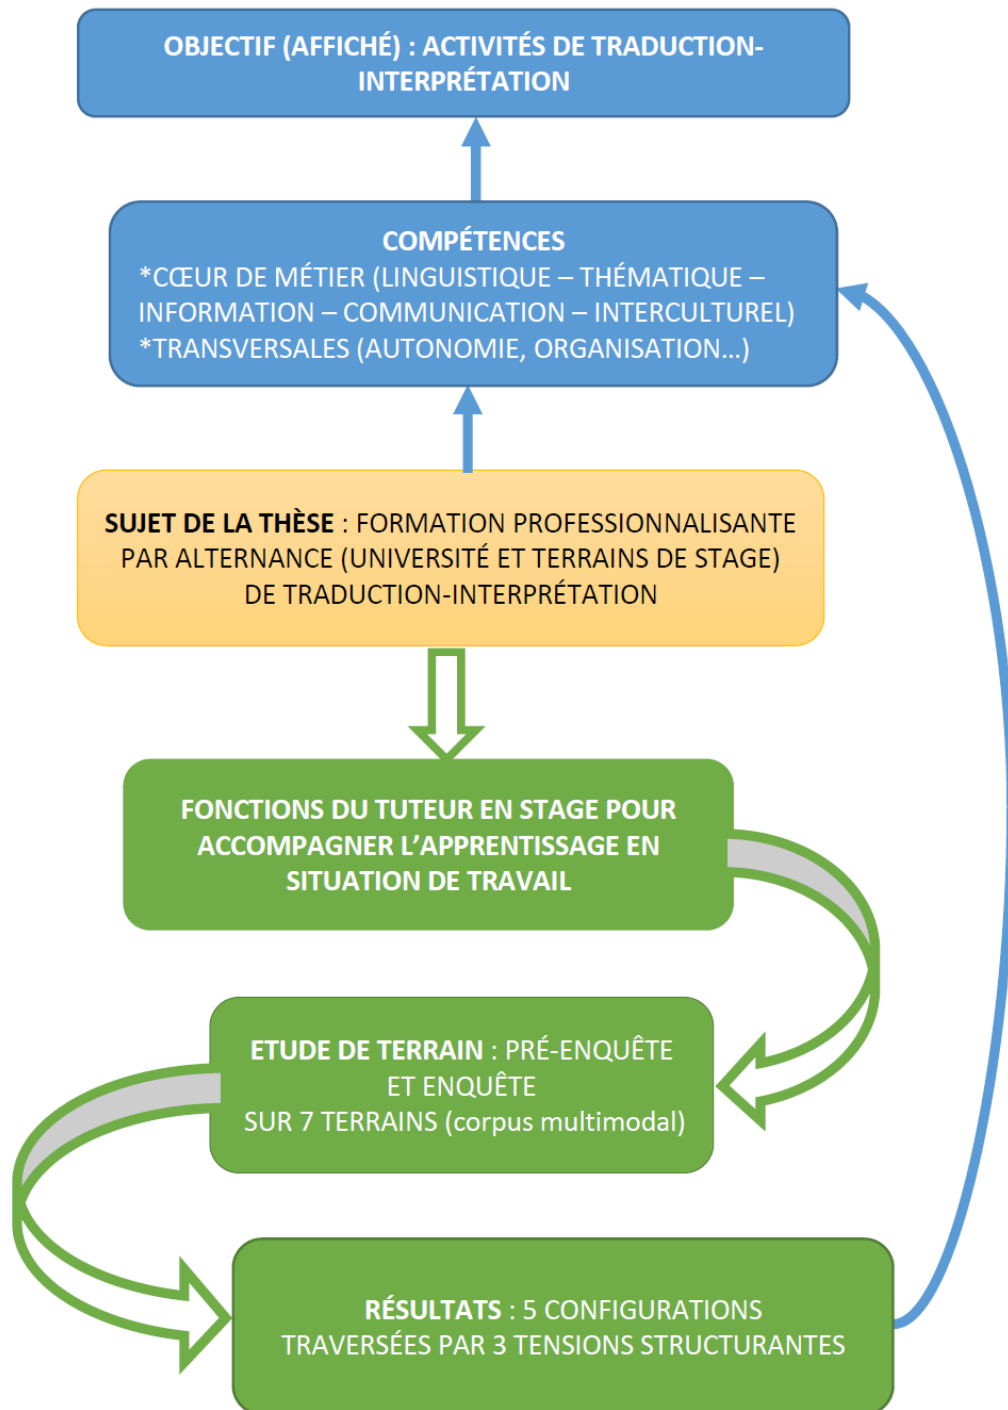 OBJECTIF (AFFICHÉ) : ACTIVITÉS DE TRADUCTION-
INTERPRÉTATION
COMPÉTENCES
*CŒUR DE MÉTIER (LINGUISTIQUE – THÉMATIQUE –
INFORMATION – COMMUNICATION – INTERCULTUREL)
*TRANSVERSALES (AUTONOMIE, ORGANISATION…)
SUJET DE LA THÈSE : FORMATION PROFESSIONNALISANTE
PAR ALTERNANCE (UNIVERSITÉ ET TERRAINS DE STAGE)
DE TRADUCTION-INTERPRÉTATION
FONCTIONS DU TUTEUR EN STAGE POUR
ACCOMPAGNER L’APPRENTISSAGE EN
SITUATION DE TRAVAIL
ETUDE DE TERRAIN : PRÉ-ENQUÊTE
ET ENQUÊTE
SUR 7 TERRAINS (corpus multimodal)
RÉSULTATS : 5 CONFIGURATIONS
TRAVERSÉES PAR 3 TENSIONS STRUCTURANTES